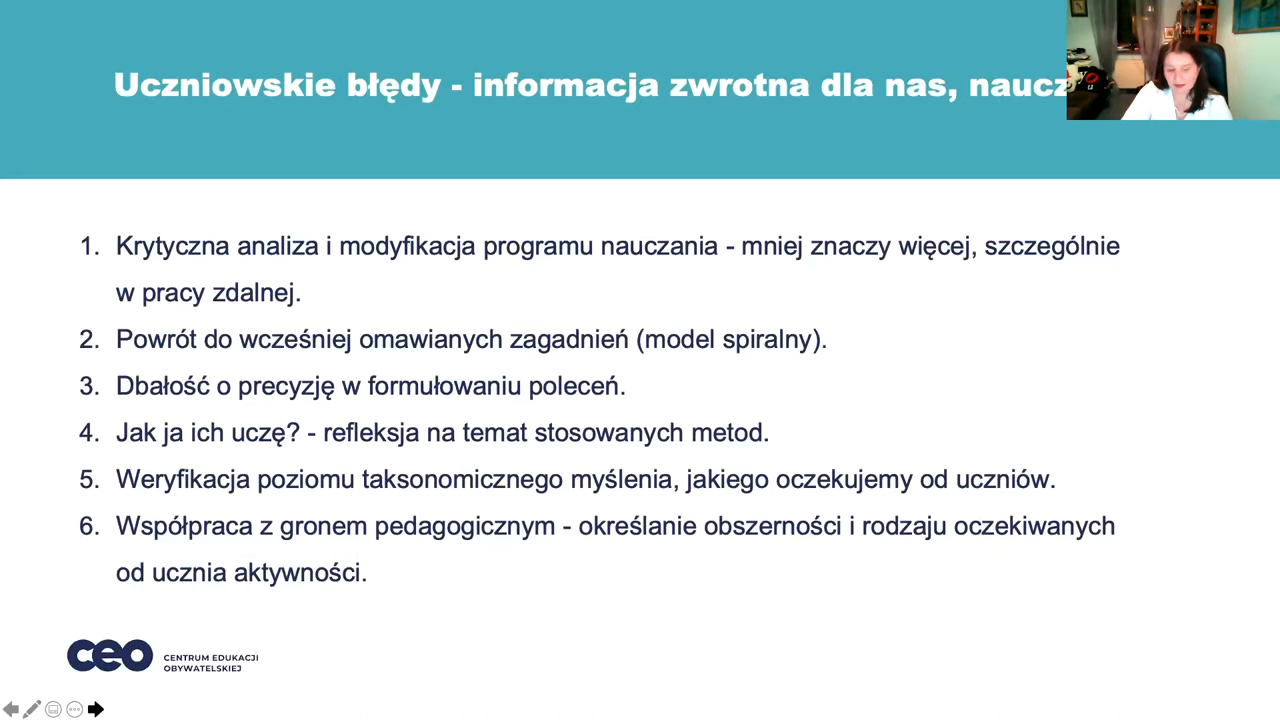 Uczniowskie błędy - informacja zwrotna dla nas,
1. Krytyczna analiza i modyfikacja programu nauczania - mniej znaczy więcej, szczególnie
w pracy zdalnej.
2. Powrót do wcześniej omawianych zagadnień (model spiralny).
3. Dbałość o precyzję w formułowaniu poleceń.
4. Jak ja ich uczę? - refleksja na temat stosowanych metod.
5. Weryfikacja poziomu taksonomicznego myślenia, jakiego oczekujemy od uczniów.
6. Współpraca z gronem pedagogicznym - określanie obszerności i rodzaju oczekiwanych
od ucznia aktywności.
ceo
CENTRUM EDUKACJI
OBYWATELSKIEJ